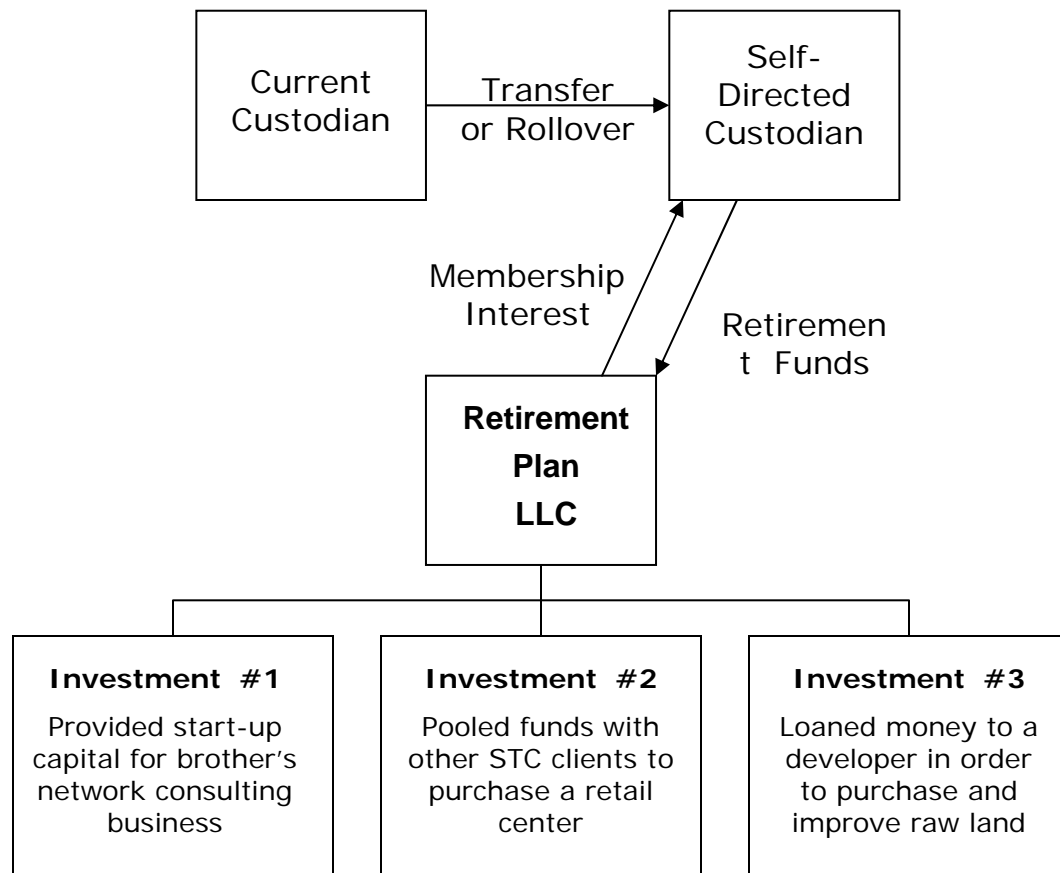 Current
Custodian
Transfer
or Rollover
Self-
Directed
Custodian
Membership
Interest
Retiremen
t Funds
Retirement
Plan
LLC
Investment #1
Provided start-up
capital for brother's
network consulting
business
Investment #2
Pooled funds with
other STC clients to
purchase a retail
center
Investment #3
Loaned money to a
developer in order
to purchase and
improve raw land